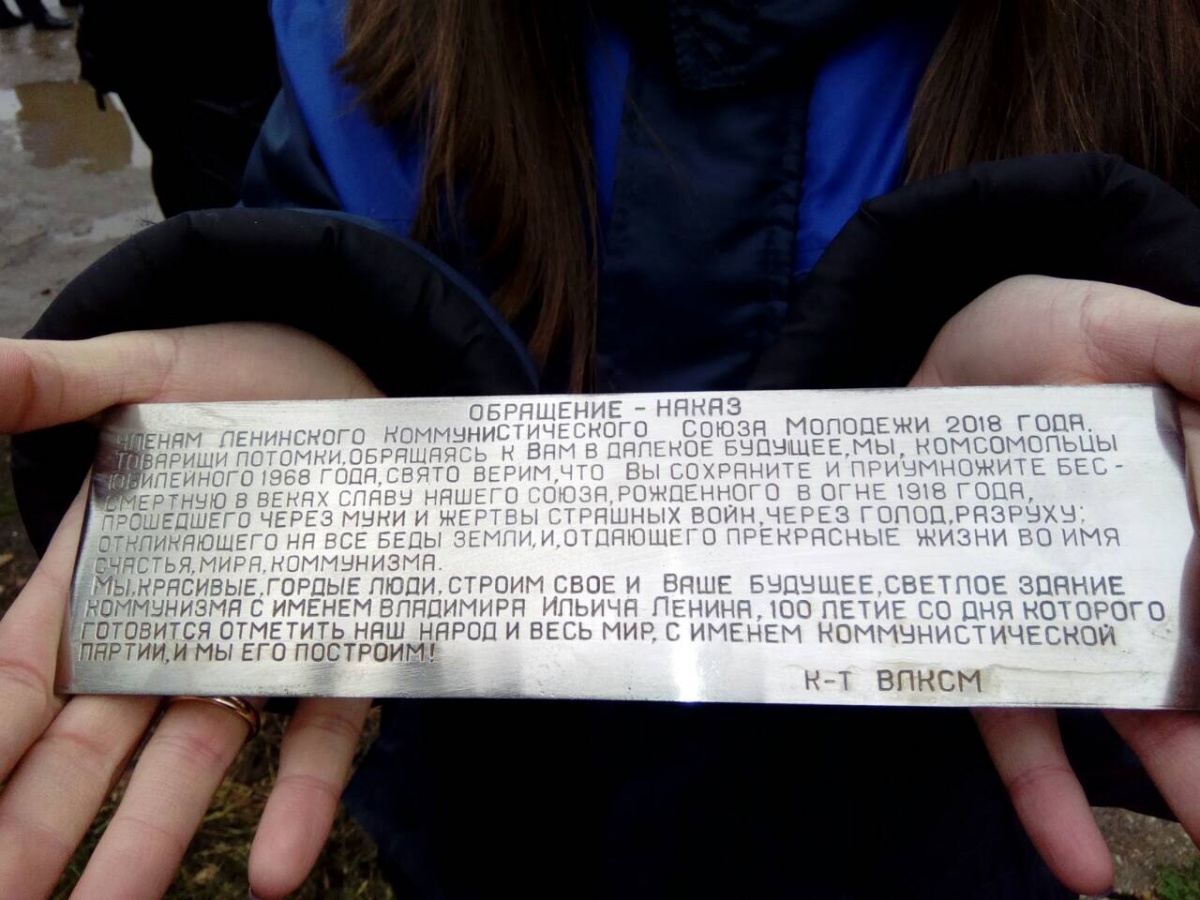 ОБРАЩЕНИЕ - НАКАЗ
ЧЛЕНАМ ЛЕНИНСКОГО КОММУНИСТИЧЕСКОГО СОЮЗА МОЛОДЕЖИ 2018 ГОДА.
ТОВАРИЩИ ПОТОМКИ, ОБРАЩАЯСЬ К ВАМ В ДАЛЕКОЕ БУДУЩЕЕ, МЫ, КОМСОМОЛЬЦЫ
ЮБИЛЕЙНОГО 1968 ГОДА, СВЯТО ВЕРИМ, ЧТО ВЫ СОХРАНИТЕ И ПРИУМНОЖИТЕ БЕС-
СМЕРТНУЮ В ВЕКАХ СЛАВУ НАШЕГО СОЮЗА, РОЖДЕННОГО В ОГНЕ 1918 ГОДА,
ПРОШЕДШЕГО ЧЕРЕЗ МУКИ И ЖЕРТВЫ СТРАШНЫХ ВОЙН, ЧЕРЕЗ ГОЛОД, РАЗРУХУ;
ОТКЛИКАЮЩЕГО НА ВСЕ БЕДЫ ЗЕМЛИ, И, ОТДАЮЩЕГО ПРЕКРАСНЫЕ ЖИЗНИ ВО ИМЯ
СЧАСТЬЯ, МИРА, КОММУНИЗМА.
МЫ, КРАСИВЫЕ, ГОРДЫЕ ЛЮДИ, СТРОИМ СВОЕ И ВАШЕ БУДУЩЕЕ, СВЕТЛОЕ ЗДАНИЕ
КОММУНИЗМА С ИМЕНЕМ ВЛАДИМИРА ИЛЬИЧА ЛЕНИНА, 100 ЛЕТИЕ СО ДНЯ КОТОРОГО
ГОТОВИТСЯ ОТМЕТИТЬ НАШ НАРОД И ВЕСЬ МИР, С ИМЕНЕМ КОММУНИСТИЧЕСКОЙ
ПАРТИИ, И МЫ ЕГО ПОСТРОИМ!
К-Т ВЛКСМ